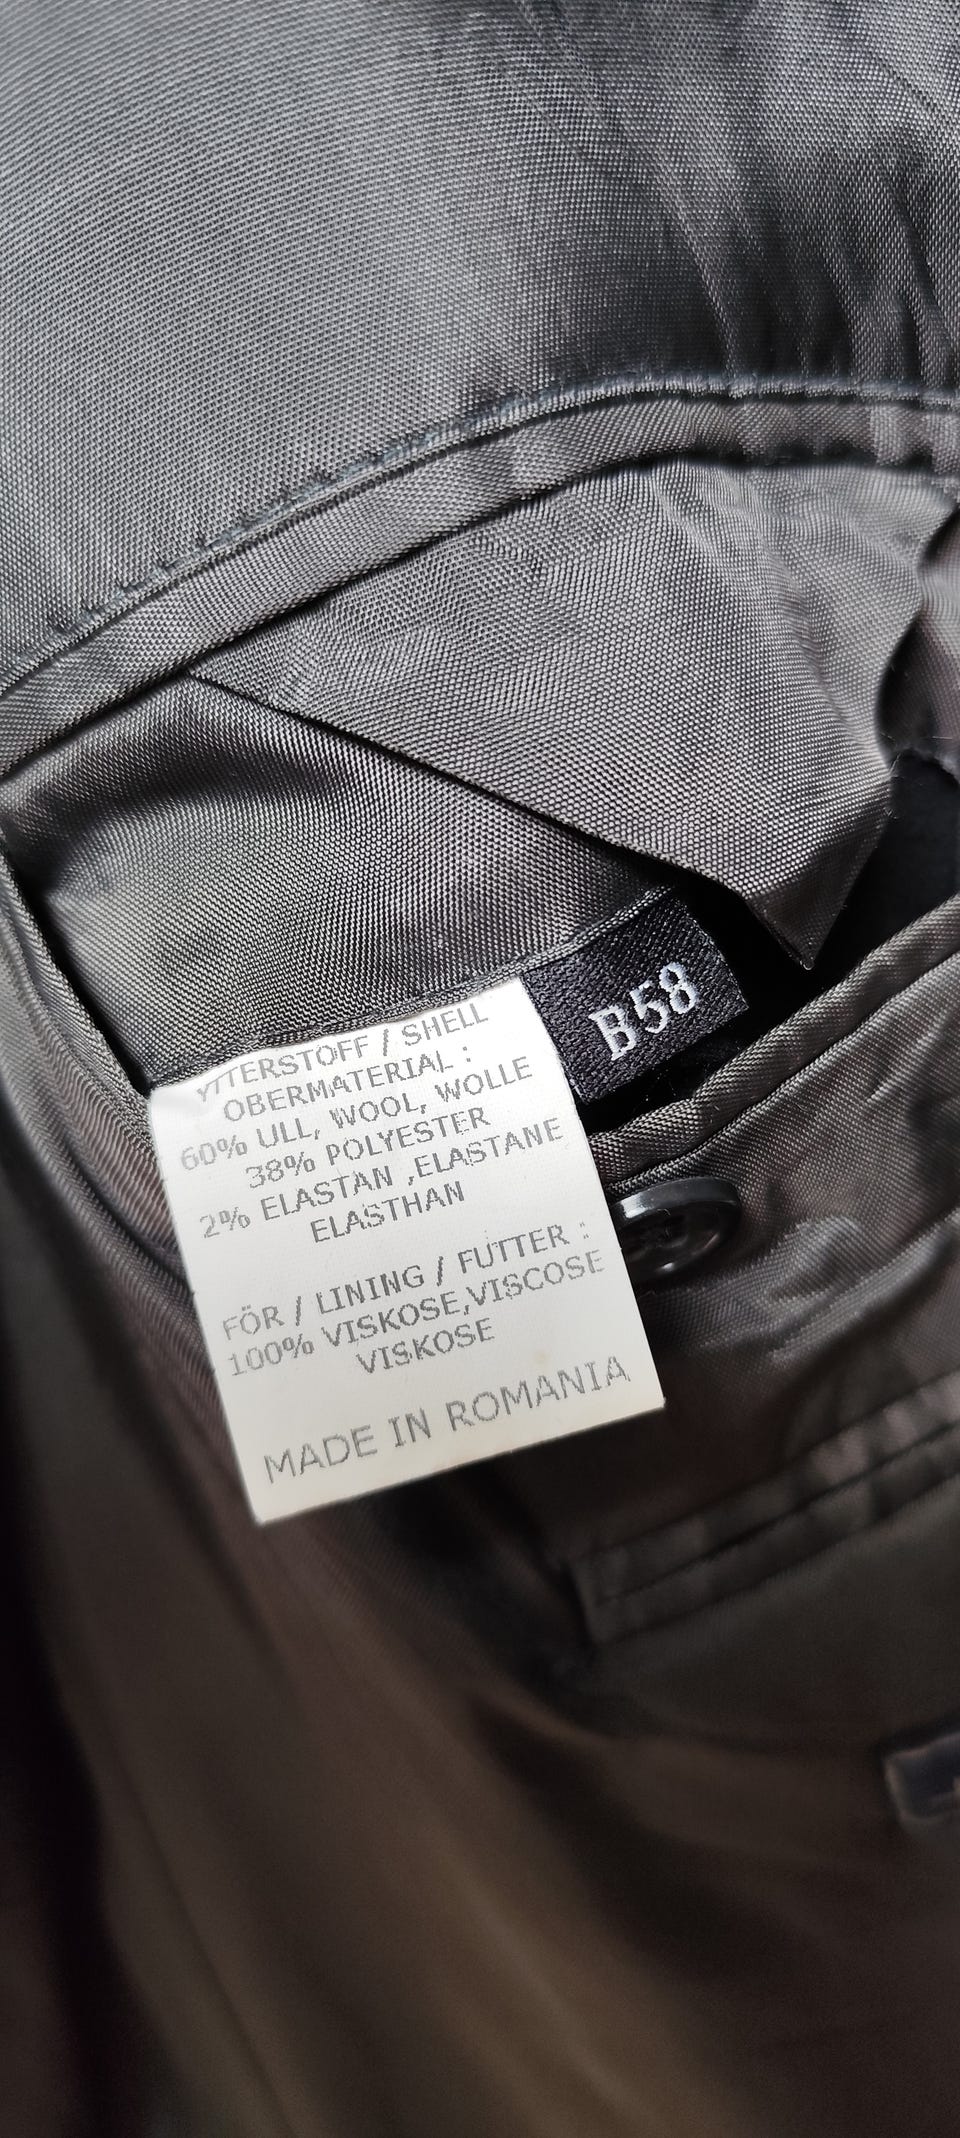 YTTERSTOFF / SHELL
OBERMATERIAL :
60% ULL, WOOL, WOLLE
38% POLYESTER
2% ELASTAN ,ELASTANE
ELASTHAN
FÖR / LINING / FUTTER :
100% VISKOSE,VISCOSE
VISKOSE
MADE IN ROMANIA
B58